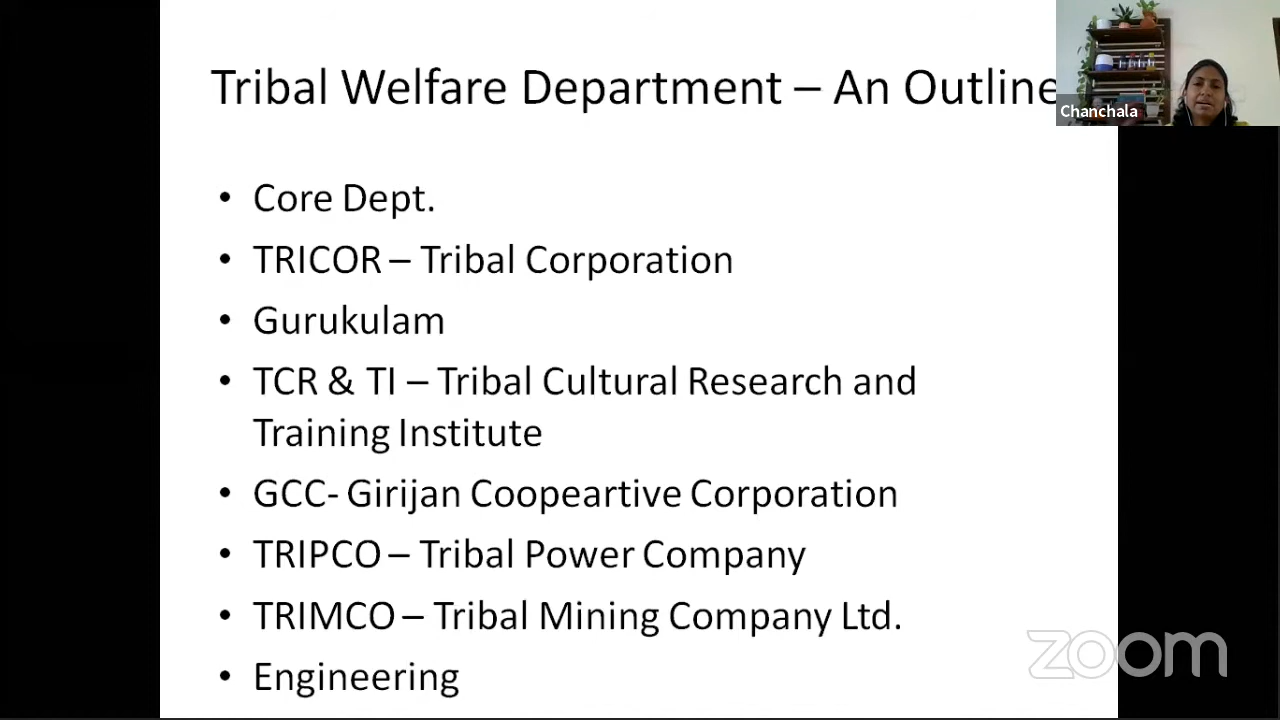 Tribal Welfare Department – An Outline
Chanchala
• Core Dept.
• TRICOR – Tribal Corporation
• Gurukulam
• TCR & TI – Tribal Cultural Research and
Training Institute
• GCC- Girijan Coopeartive Corporation
• TRIPCO – Tribal Power Company
• TRIMCO – Tribal Mining Company Ltd.
• Engineering
zoom